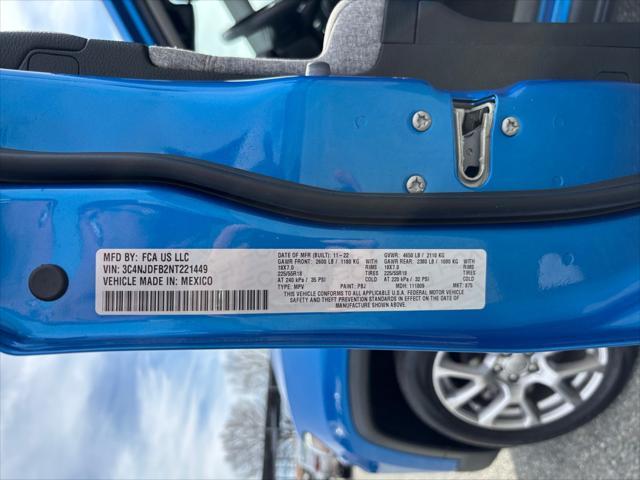 MFD BY: FCA US LLC
VIN: 3C4NJDFB2NT221449
VEHICLE MADE IN: MEXICO
DATE OF MFR (BUILT): 11-22 GVWR: 4650 LB / 2110 KG
GAWR FRONT: 2600 LB / 1180 KG GAWR REAR: 2380 LB / 1080 KG
18X7.0 RIMS 18X7.0 RIMS
225/55R18 TIRES 225/55R18 TIRES
AT 240 kPa / 35 PSI COLD AT 220 kPa / 32 PSI COLD
TYPE: MPV PAINT: PBJ MDH: 111809 MKT: 875
THIS VEHICLE CONFORMS TO ALL APPLICABLE U.S.A. FEDERAL MOTOR VEHICLE
SAFETY AND THEFT PREVENTION STANDARDS IN EFFECT ON THE DATE OF
MANUFACTURE SHOWN ABOVE.